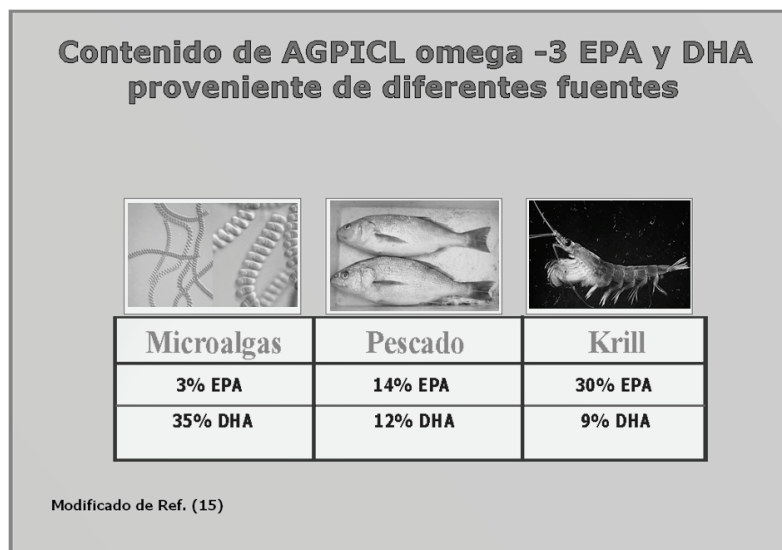 Contenido de AGPICL omega -3 EPA y DHA
proveniente de diferentes fuentes
Microalgas Pescado Krill
3% EPA 14% EPA 30% EPA
35% DHA 12% DHA 9% DHA
Modificado de Ref. (15)